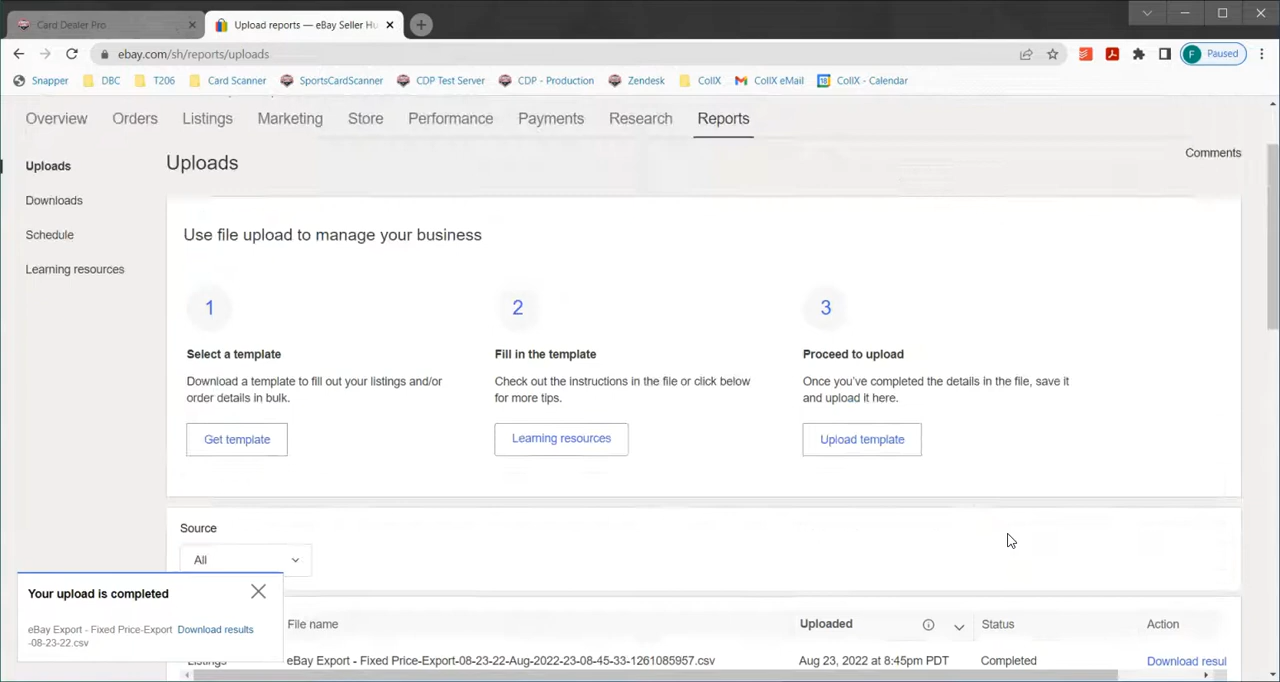 Card Dealer Pro
Upload reports — eBay Seller Hu
ebay.com/sh/reports/uploads
F Paused
Snapper DBC T206 Card Scanner SportsCardScanner CDP Test Server CDP - Production Zendesk CollX CollX eMail CollX - Calendar
Overview Orders Listings Marketing Store Performance Payments Research Reports
Comments
Uploads
Downloads
Schedule
Learning resources
Uploads
Use file upload to manage your business
1
Select a template
Download a template to fill out your listings and/or
order details in bulk.
Get template
2
Fill in the template
Check out the instructions in the file or click below
for more tips.
Learning resources
3
Proceed to upload
Once you've completed the details in the file, save it
and upload it here.
Upload template
Source
All
Your upload is completed
eBay Export - Fixed Price-Export Download results
-08-23-22.csv
File name Uploaded Status Action
Listings eBay Export - Fixed Price-Export-08-23-22-Aug-2022-23-08-45-33-1261085957.csv Aug 23, 2022 at 8:45pm PDT Completed Download resul